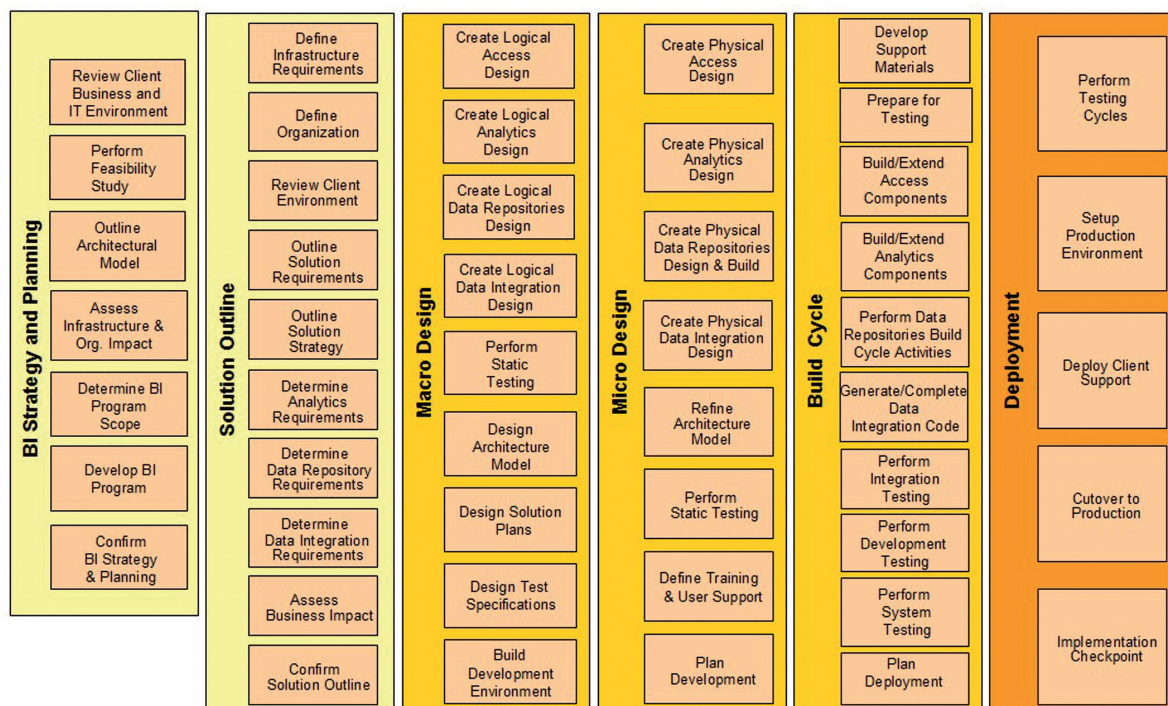 BI Strategy and Planning
Review Client
Business and
IT Environment
Perform
Feasibility
Study
Outline
Architectural
Model
Assess
Infrastructure &
Org. Impact
Determine BI
Program
Scope
Develop BI
Program
Confirm
BI Strategy
& Planning
Solution Outline
Define
Infrastructure
Requirements
Define
Organization
Review Client
Environment
Outline
Solution
Requirements
Outline
Solution
Strategy
Determine
Analytics
Requirements
Determine
Data Repository
Requirements
Determine
Data Integration
Requirements
Assess
Business Impact
Confirm
Solution Outline
Macro Design
Create Logical
Access
Design
Create Logical
Analytics
Design
Create Logical
Data Repositories
Design
Create Logical
Data Integration
Design
Perform
Static
Testing
Design
Architecture
Model
Design Solution
Plans
Design Test
Specifications
Build
Development
Environment
Micro Design
Create Physical
Access
Design
Create Physical
Analytics
Design
Create Physical
Data Repositories
Design & Build
Create Physical
Data Integration
Design
Refine
Architecture
Model
Perform
Static Testing
Define Training
& User Support
Plan
Development
Build Cycle
Develop
Support
Materials
Prepare for
Testing
Build/Extend
Access
Components
Build/Extend
Analytics
Components
Perform Data
Repositories Build
Cycle Activities
Generate/Complete
Data
Integration Code
Perform
Integration
Testing
Perform
Development
Testing
Perform
System
Testing
Plan
Deployment
Deployment
Perform
Testing
Cycles
Setup
Production
Environment
Deploy Client
Support
Cutover to
Production
Implementation
Checkpoint